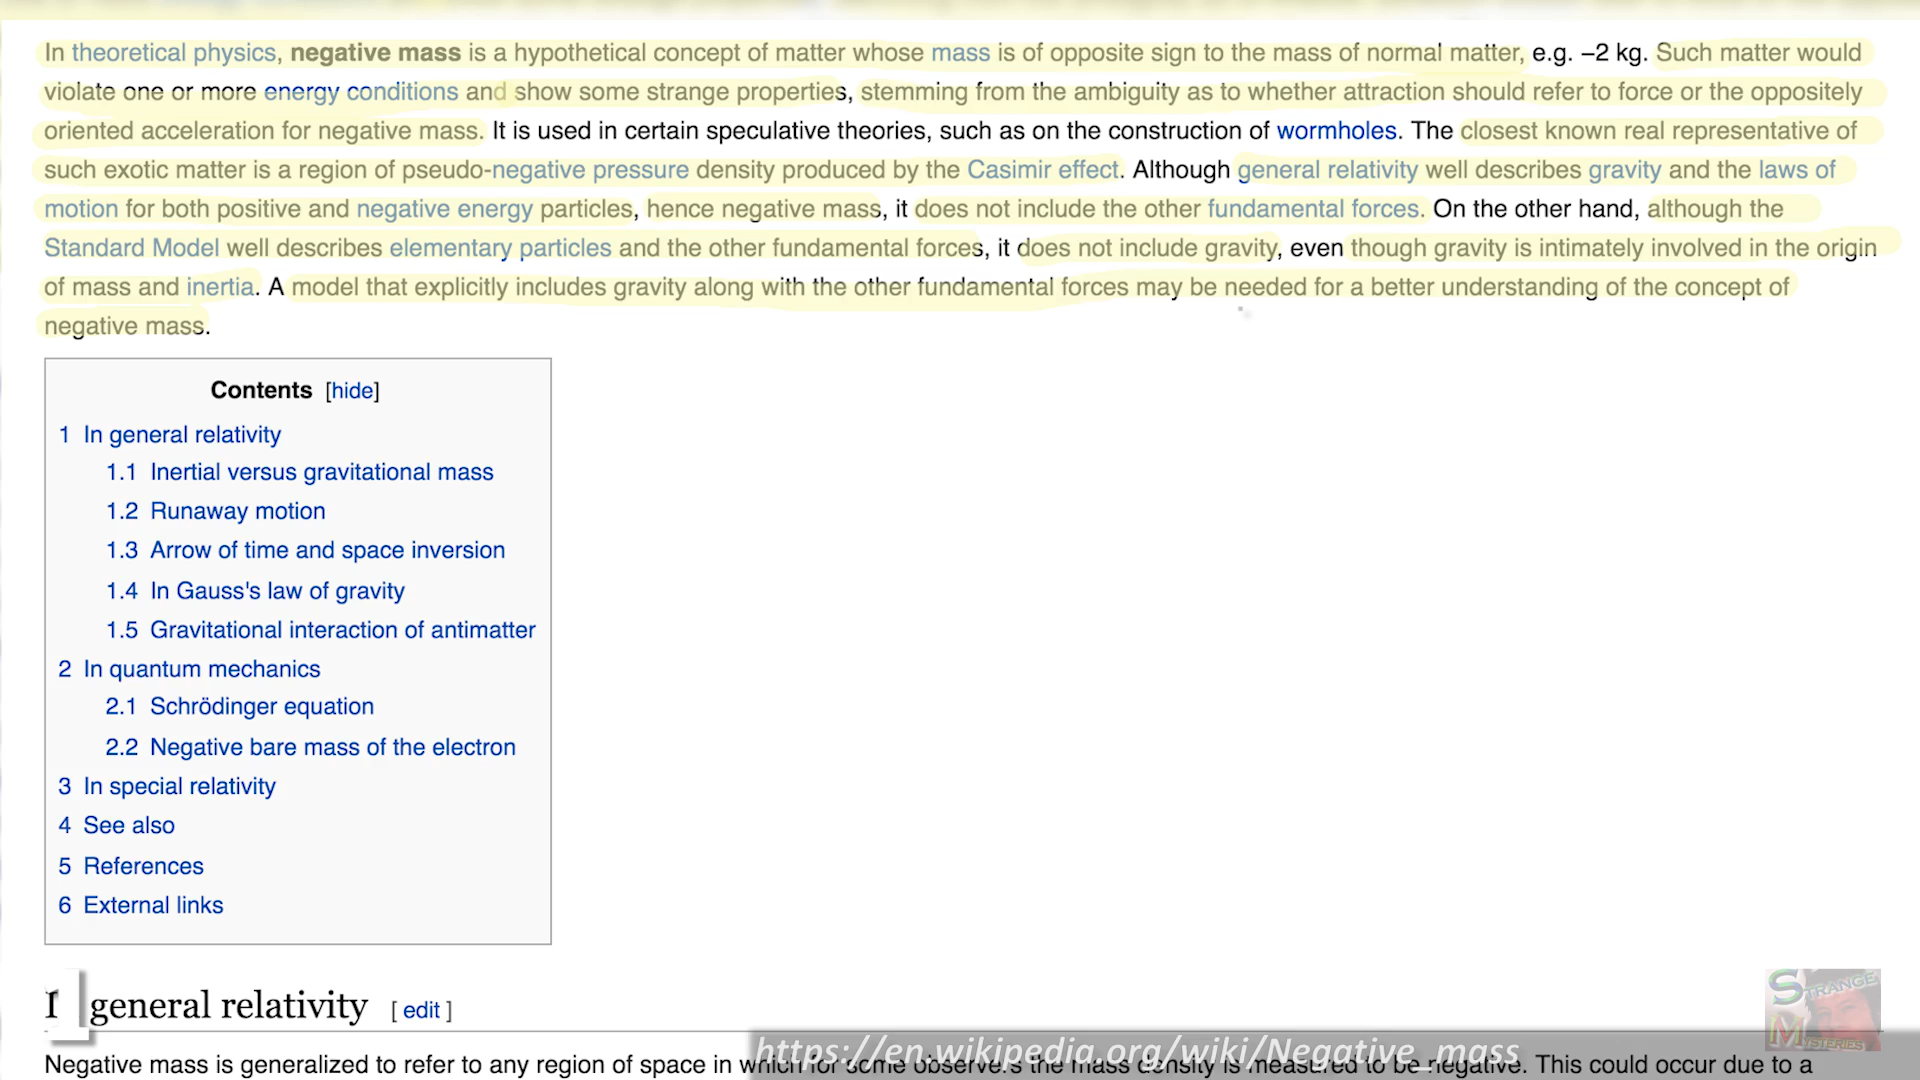 In theoretical physics, negative mass is a hypothetical concept of matter whose mass is of opposite sign to the mass of normal matter, e.g. −2 kg. Such matter would
violate one or more energy conditions and show some strange properties, stemming from the ambiguity as to whether attraction should refer to force or the oppositely
oriented acceleration for negative mass. It is used in certain speculative theories, such as on the construction of wormholes. The closest known real representative of
such exotic matter is a region of pseudo-negative pressure density produced by the Casimir effect. Although general relativity well describes gravity and the laws of
motion for both positive and negative energy particles, hence negative mass, it does not include the other fundamental forces. On the other hand, although the
Standard Model well describes elementary particles and the other fundamental forces, it does not include gravity, even though gravity is intimately involved in the origin
of mass and inertia. A model that explicitly includes gravity along with the other fundamental forces may be needed for a better understanding of the concept of
negative mass.
Contents [hide]
1 In general relativity
1.1 Inertial versus gravitational mass
1.2 Runaway motion
1.3 Arrow of time and space inversion
1.4 In Gauss's law of gravity
1.5 Gravitational interaction of antimatter
2 In quantum mechanics
2.1 Schrödinger equation
2.2 Negative bare mass of the electron
3 In special relativity
4 See also
5 References
6 External links
general relativity [ edit ]
STRANGE
MYSTERIES
https://en.wikipedia.org/wiki/Negative_mass
Negative mass is generalized to refer to any region of space in which for some observers the mass density is measured to be negative. This could occur due to a